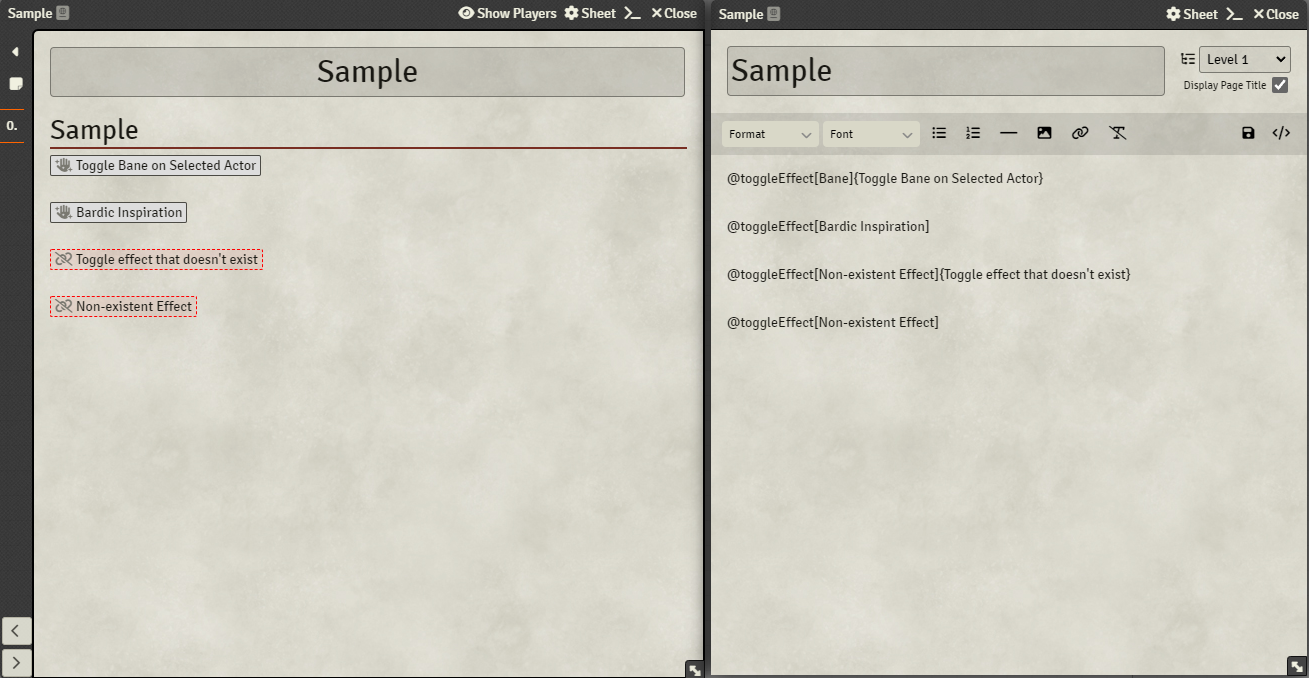 Sample
Show Players Sheet Close
0.
Sample
Sample
Toggle Bane on Selected Actor
Bardic Inspiration
Toggle effect that doesn't exist
Non-existent Effect
Sample
Sheet Close
Sample
Level 1
Display Page Title
Format
Font
@toggleEffect[Bane]{Toggle Bane on Selected Actor}
@toggleEffect[Bardic Inspiration]
@toggleEffect[Non-existent Effect]{Toggle effect that doesn't exist}
@toggleEffect[Non-existent Effect]